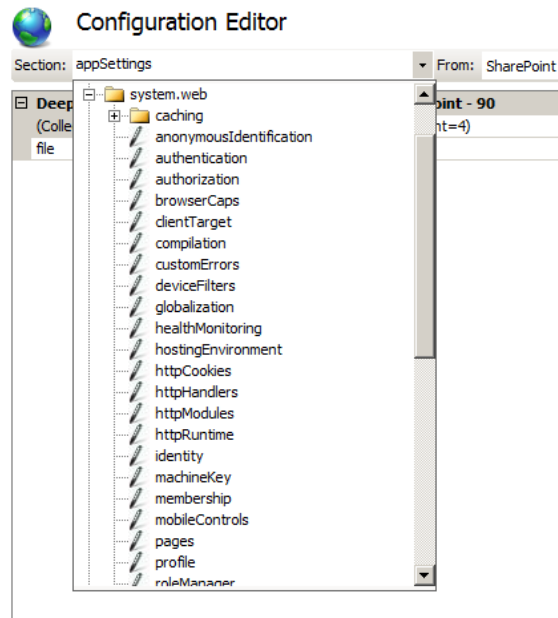 Configuration Editor
Section: appSettings From: SharePoint
system.web
Deep oint - 90
caching
(Colle nt=4)
anonymousIdentification
file
authentication
authorization
browserCaps
clientTarget
compilation
customErrors
deviceFilters
globalization
healthMonitoring
hostingEnvironment
httpCookies
httpHandlers
httpModules
httpRuntime
identity
machineKey
membership
mobileControls
pages
profile
roleManager